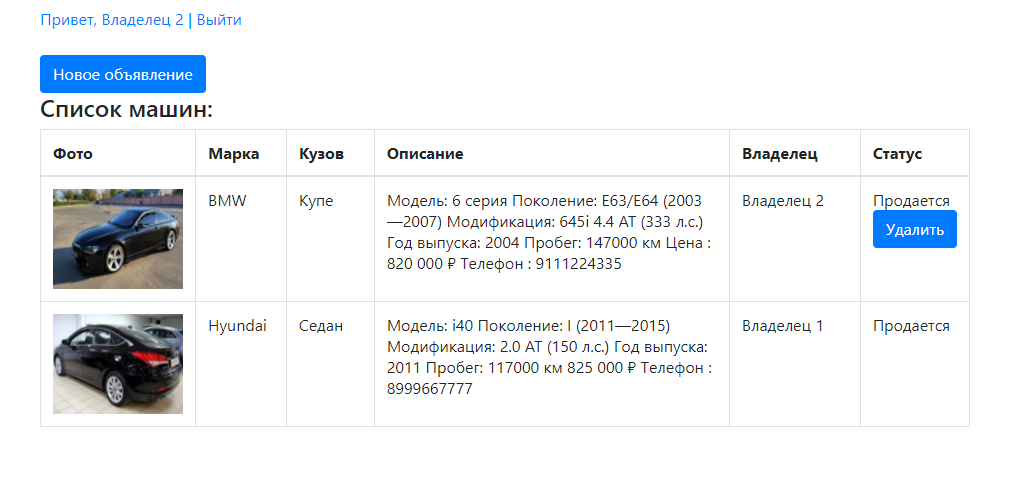 Привет, Владелец 2 | Выйти
Новое объявление
Список машин:
Фото Марка Кузов Описание Владелец Статус
BMW Купе Модель: 6 серия Поколение: E63/E64 (2003 Владелец 2 Продается
—2007) Модификация: 645i 4.4 AT (333 л.с.)
Удалить
Год выпуска: 2004 Пробег: 147000 км Цена :
820 000 ₽ Телефон : 9111224335
Hyundai Седан Модель: i40 Поколение: I (2011—2015) Владелец 1 Продается
Модификация: 2.0 AT (150 л.с.) Год выпуска:
2011 Пробег: 117000 км 825 000 ₽ Телефон :
8999667777